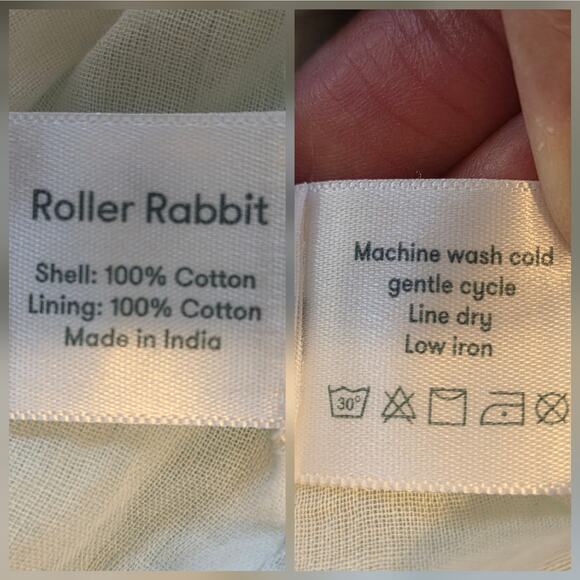 Roller Rabbit
Shell: 100% Cotton
Lining: 100% Cotton
Made in India
Machine wash cold
gentle cycle
Line dry
Low iron
30°